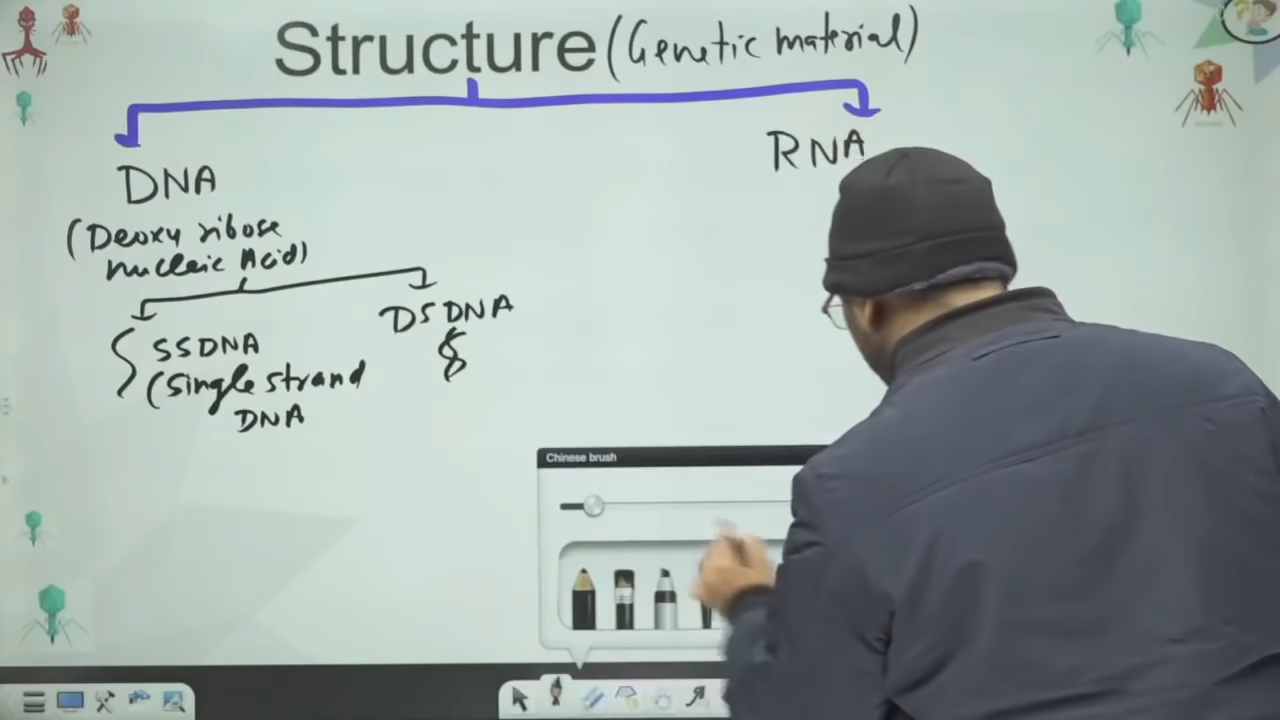 Structure (Genetic material)
DNA
(Deoxy ribose
nucleic Acid)
RNA
SSDNA
(single strand
DNA
DSDNA
Chinese brush